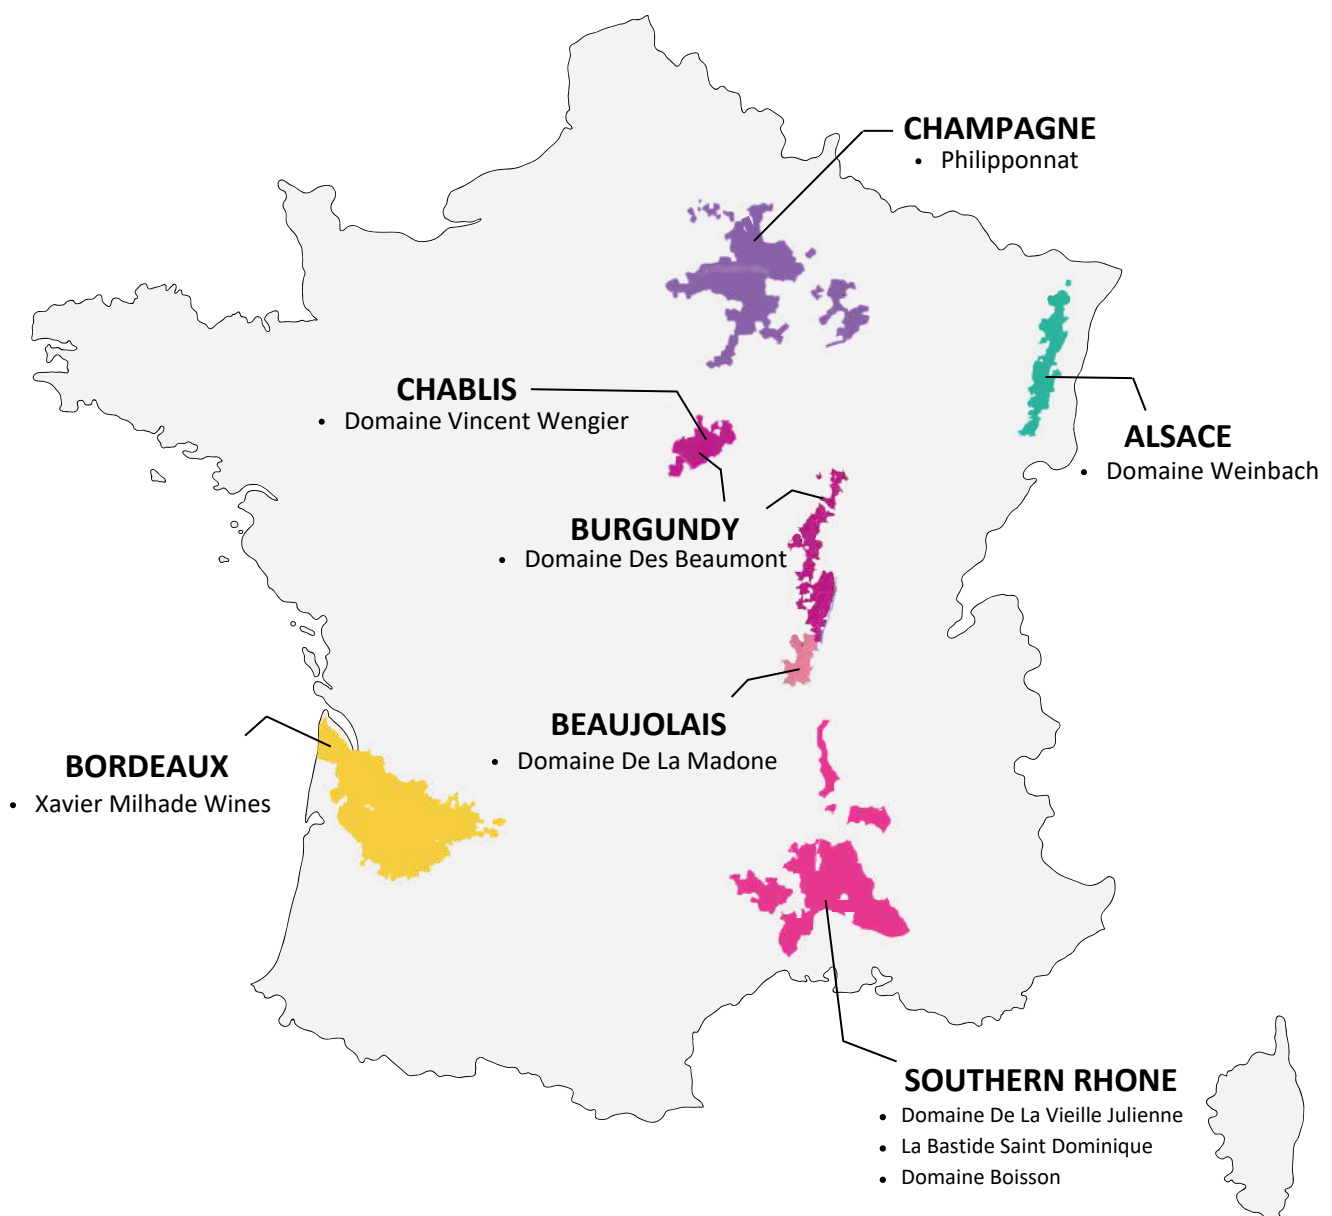 CHAMPAGNE
• Philipponnat
CHABLIS
• Domaine Vincent Wengier
ALSACE
• Domaine Weinbach
BURGUNDY
• Domaine Des Beaumont
BEAUJOLAIS
• Domaine De La Madone
BORDEAUX
• Xavier Milhade Wines
SOUTHERN RHONE
• Domaine De La Vieille Julienne
• La Bastide Saint Dominique
• Domaine Boisson